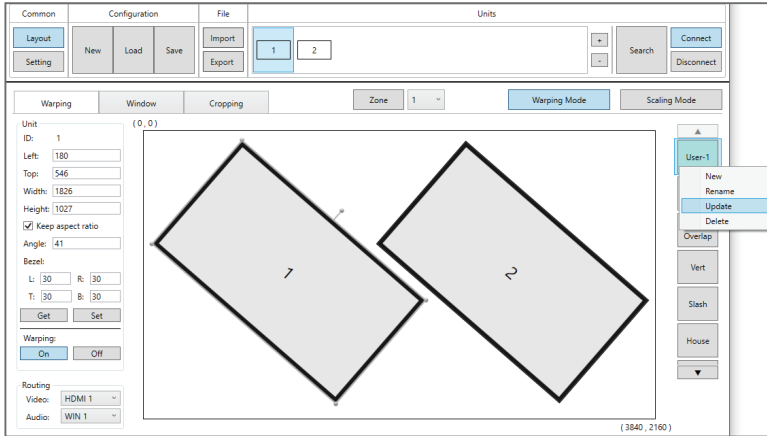 Common Configuration File Units
Layout New Load Save Import 1 2 + Search Connect
Setting Export - Disconnect
Warping Window Cropping Zone 1 Warping Mode Scaling Mode
Unit
ID: 1
Left: 180
Top: 546
Width: 1826
Height: 1027
Keep aspect ratio
Angle: 41
Bezel:
L: 30 R: 30
T: 30 B: 30
Get Set
Warping:
On Off
Routing
Video: HDMI 1
Audio: WIN 1
(0,0)
1
2
(3840, 2160)
User-1
New
Rename
Update
Delete
Overlap
Vert
Slash
House